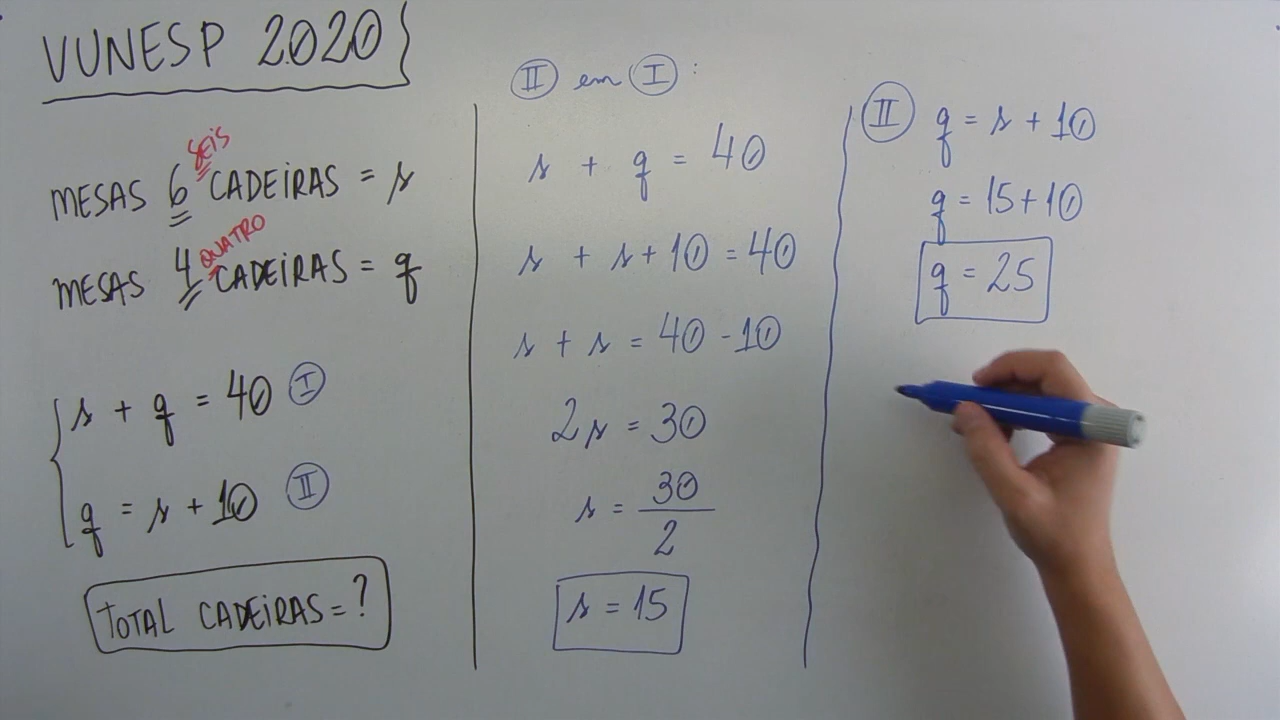 VUNESP 2020
SEIS
MESAS 6 CADEIRAS = s
QUATRO
MESAS 4 CADEIRAS = q
s + q = 40 I
q = s + 10 II
TOTAL CADEIRAS = ?
II em I :
s + q = 40
s + s + 10 = 40
s + s = 40 - 10
2s = 30
s = 30/2
s = 15
II q = s + 10
q = 15 + 10
q = 25